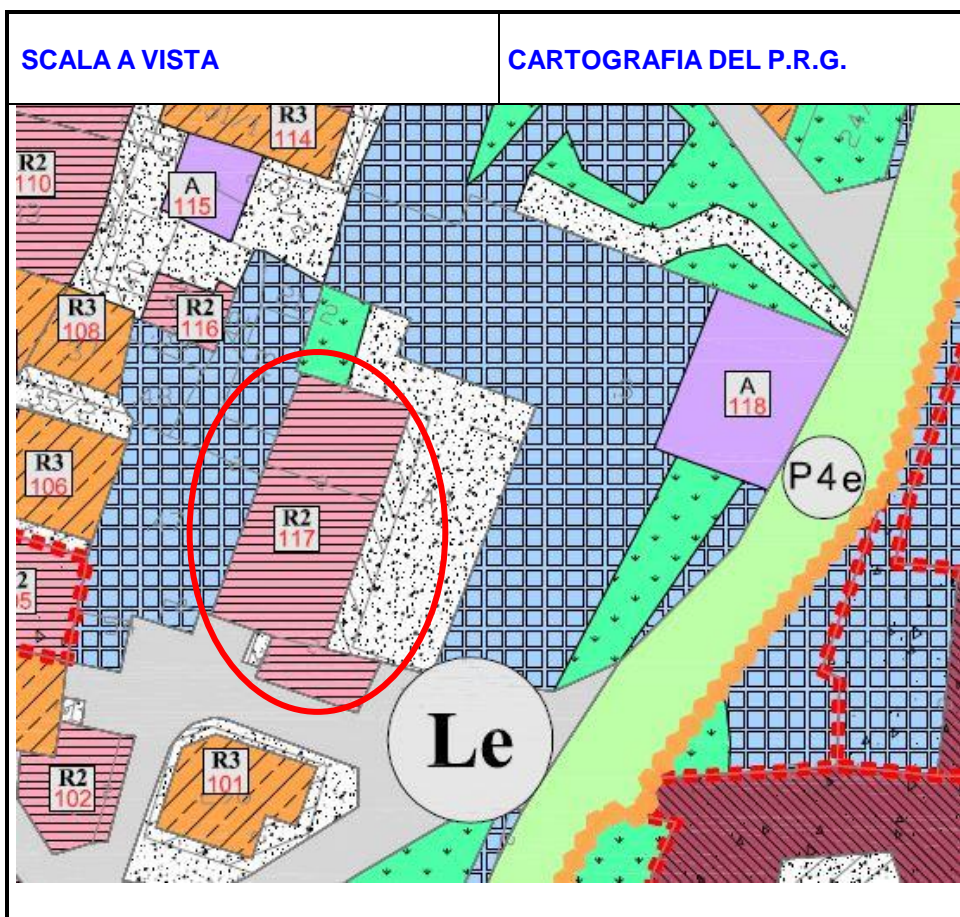 SCALA A VISTA
CARTOGRAFIA DEL P.R.G.
R3
114
R2
110
A
115
R2
116
R3
108
A
118
R3
106
P4e
R2
117
Le
R3
101
R2
102